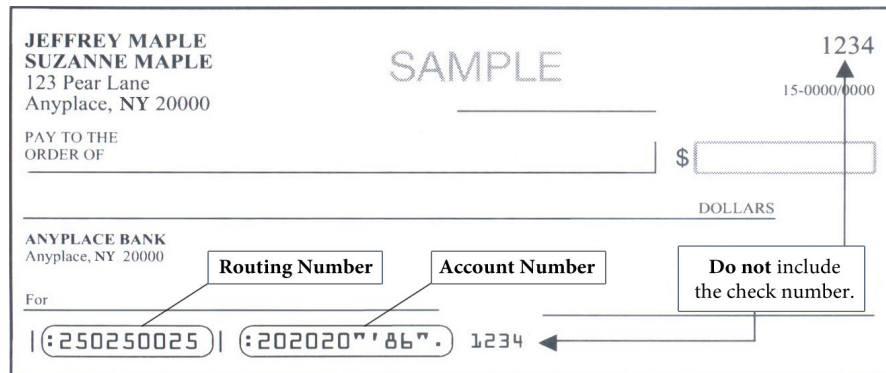 JEFFREY MAPLE
SUZANNE MAPLE
123 Pear Lane
Anyplace, NY 20000
SAMPLE
1234
15-0000/0000
PAY TO THE
ORDER OF
$
DOLLARS
ANYPLACE BANK
Anyplace, NY 20000
Routing Number
Account Number
Do not include
the check number.
For
|:250250025| :202020"'86". 1234